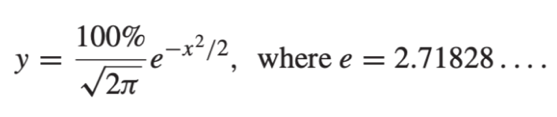 y = 100%/√2π e^−x²/2, where e = 2.71828 . . . .